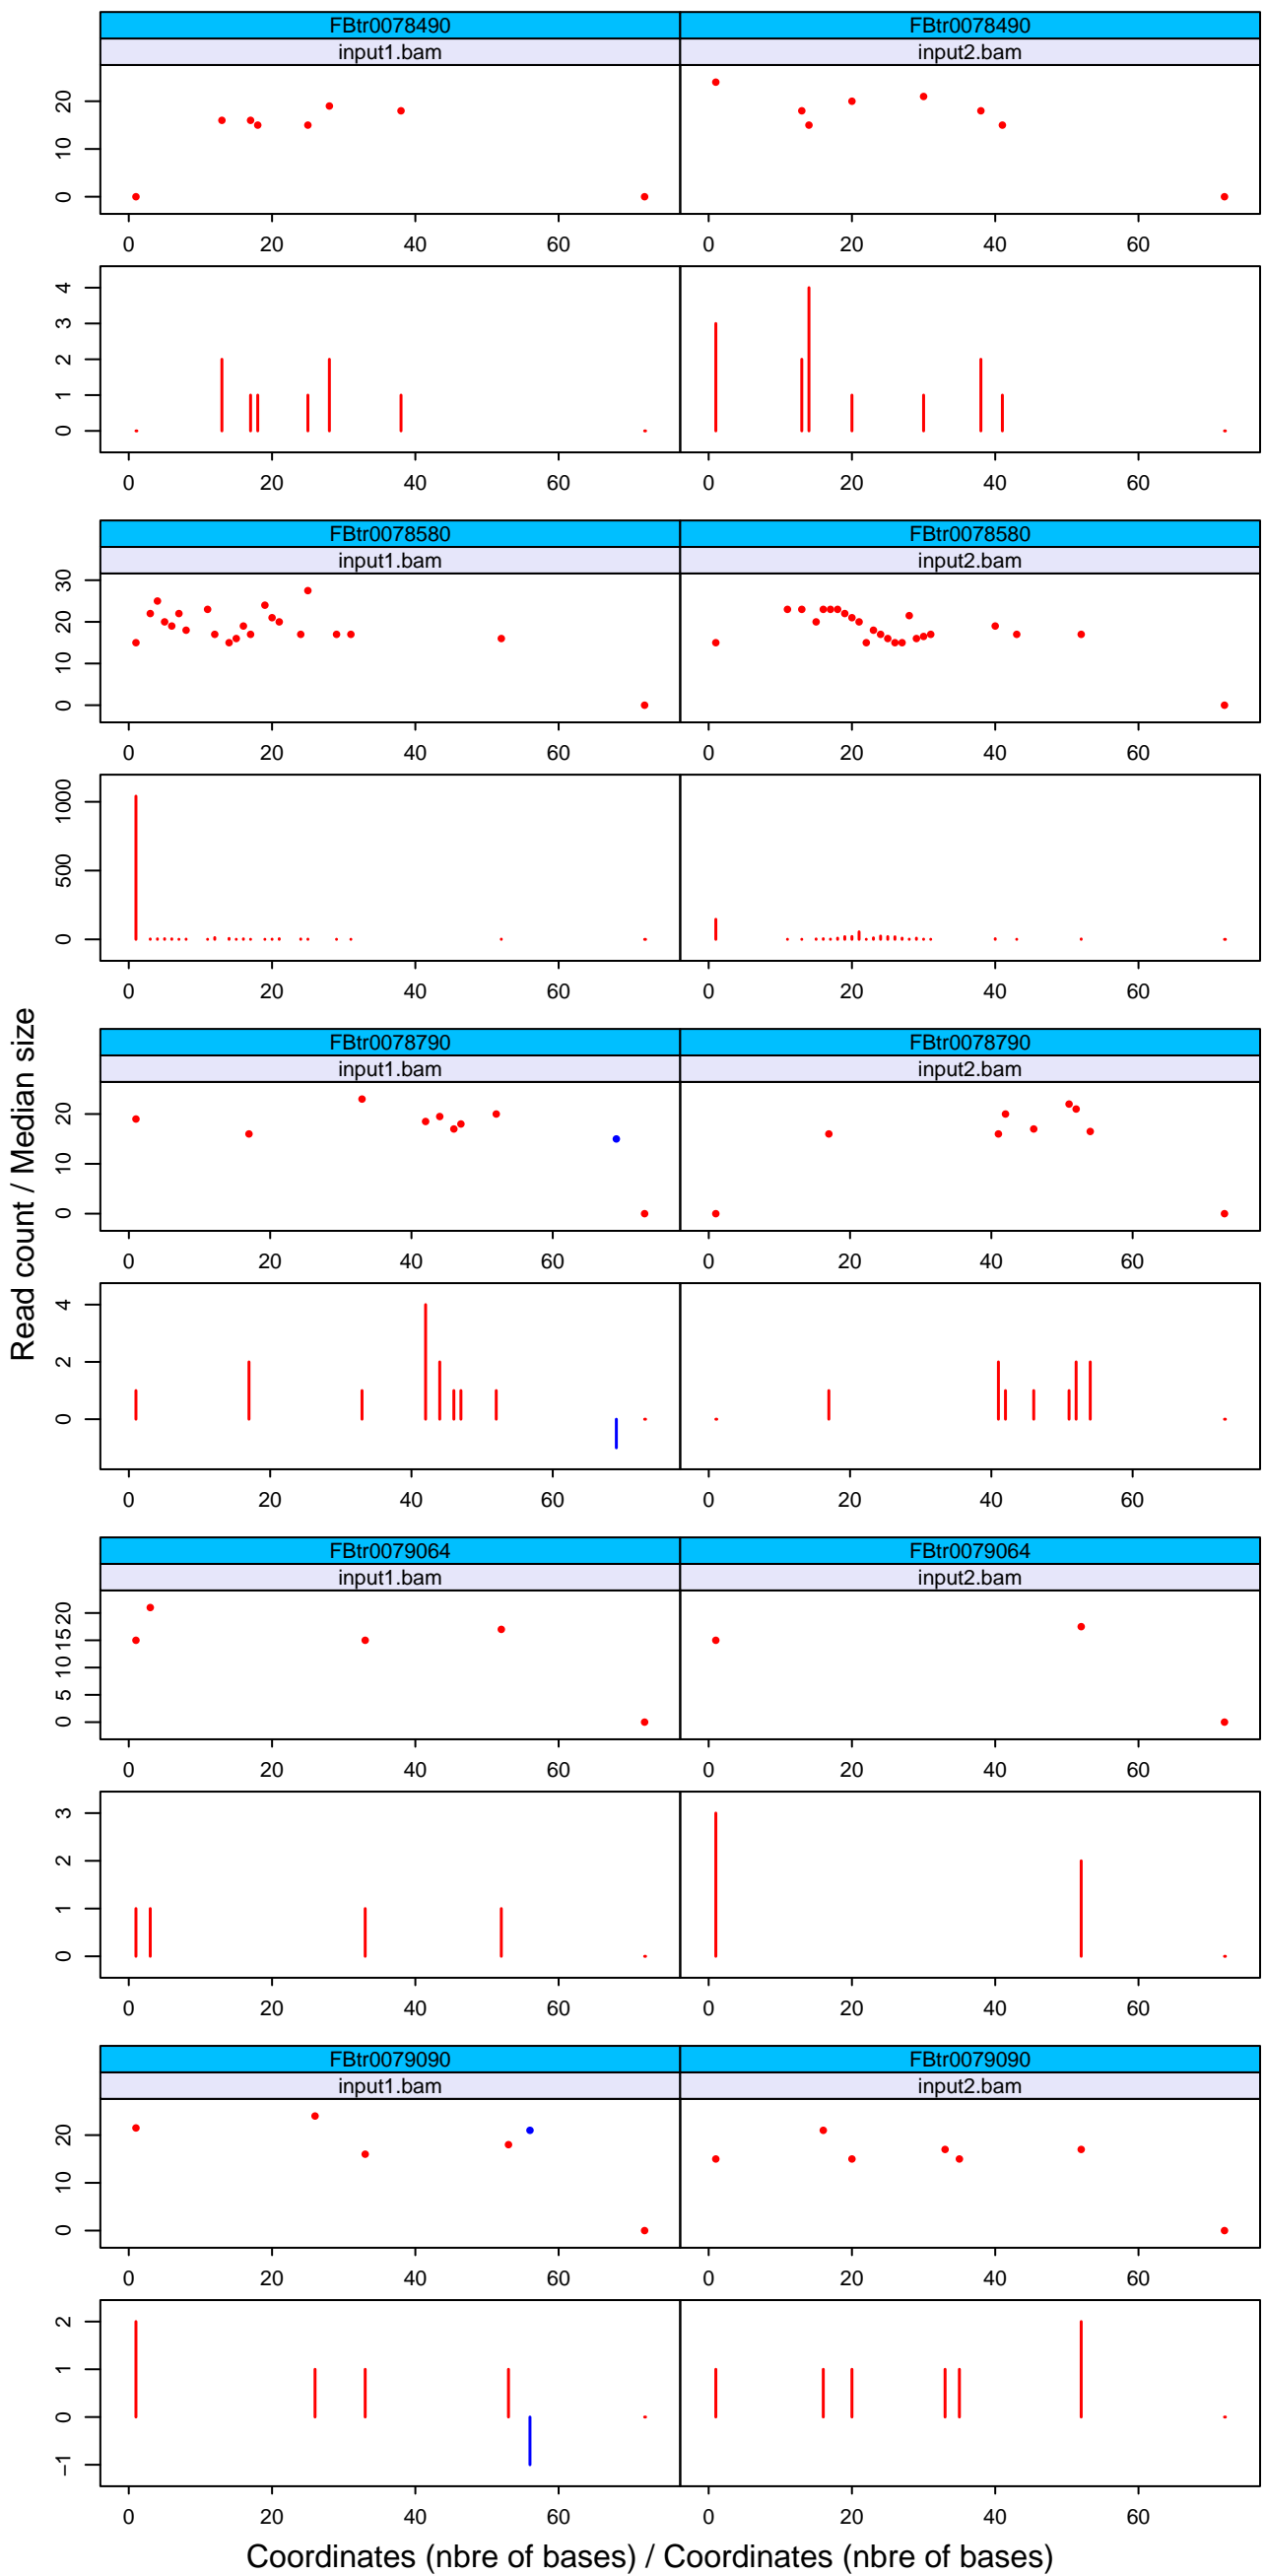 FBtr0078490 FBtr0078490
input1.bam input2.bam
20
10
0
0 20 40 60 0 20 40 60
4
3
2
1
0
0 20 40 60 0 20 40 60
FBtr0078580 FBtr0078580
input1.bam input2.bam
30
20
10
0
0 20 40 60 0 20 40 60
1000
500
0
0 20 40 60 0 20 40 60
Read count / Median size
FBtr0078790 FBtr0078790
input1.bam input2.bam
20
10
0
0 20 40 60 0 20 40 60
4
2
0
0 20 40 60 0 20 40 60
FBtr0079064 FBtr0079064
input1.bam input2.bam
20
15
10
5
0
0 20 40 60 0 20 40 60
3
2
1
0
0 20 40 60 0 20 40 60
FBtr0079090 FBtr0079090
input1.bam input2.bam
20
10
0
0 20 40 60 0 20 40 60
2
1
0
−1
0 20 40 60 0 20 40 60
Coordinates (nbre of bases) / Coordinates (nbre of bases)